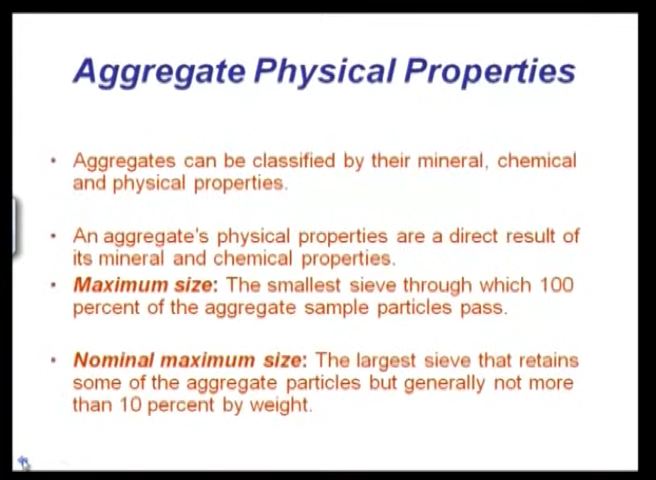 Aggregate Physical Properties
• Aggregates can be classified by their mineral, chemical
and physical properties.
• An aggregate's physical properties are a direct result of
its mineral and chemical properties.
• Maximum size: The smallest sieve through which 100
percent of the aggregate sample particles pass.
• Nominal maximum size: The largest sieve that retains
some of the aggregate particles but generally not more
than 10 percent by weight.